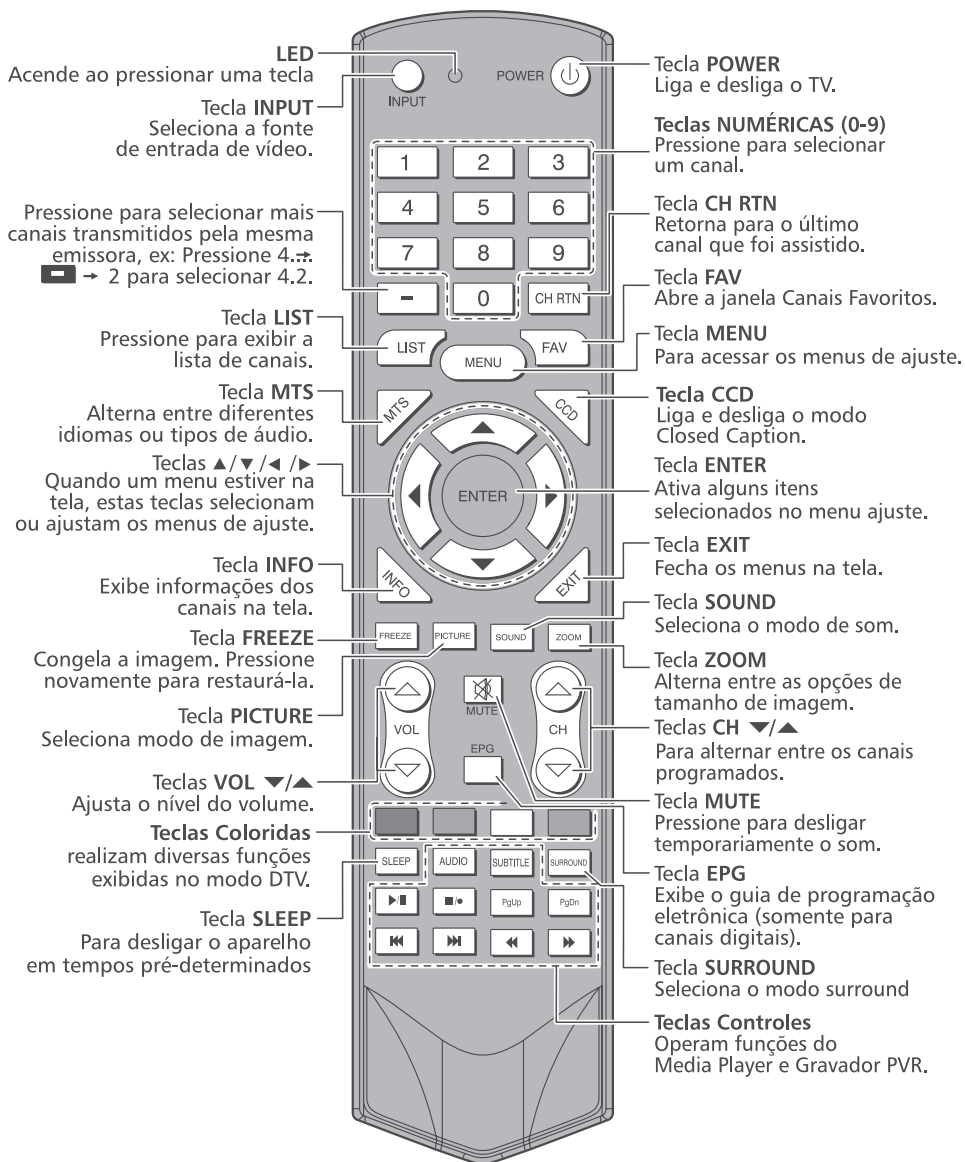 LED
Acende ao pressionar uma tecla
Tecla INPUT
Seleciona a fonte
de entrada de vídeo.
Pressione para selecionar mais
canais transmitidos pela mesma
emissora, ex: Pressione 4.→
- → 2 para selecionar 4.2.
Tecla LIST
Pressione para exibir a
lista de canais.
Tecla MTS
Alterna entre diferentes
idiomas ou tipos de áudio.
Teclas ▲/▼/◀/▶
Quando um menu estiver na
tela, estas teclas selecionam
ou ajustam os menus de ajuste.
Tecla INFO
Exibe informações dos
canais na tela.
Tecla FREEZE
Congela a imagem. Pressione
novamente para restaurá-la.
Tecla PICTURE
Seleciona modo de imagem.
Teclas VOL ▼/▲
Ajusta o nível do volume.
Teclas Coloridas
realizam diversas funções
exibidas no modo DTV.
Tecla SLEEP
Para desligar o aparelho
em tempos pré-determinados
INPUT
POWER
1 2 3
4 5 6
7 8 9
- 0 CH RTN
LIST MENU FAV
MTS CCD
ENTER
INFO EXIT
FREEZE PICTURE SOUND ZOOM
VOL MUTE CH
EPG
SLEEP AUDIO SUBTITLE SURROUND
PgUp PgDn
Tecla POWER
Liga e desliga o TV.
Teclas NUMÉRICAS (0-9)
Pressione para selecionar
um canal.
Tecla CH RTN
Retorna para o último
canal que foi assistido.
Tecla FAV
Abre a janela Canais Favoritos.
Tecla MENU
Para acessar os menus de ajuste.
Tecla CCD
Liga e desliga o modo
Closed Caption.
Tecla ENTER
Ativa alguns itens
selecionados no menu ajuste.
Tecla EXIT
Fecha os menus na tela.
Tecla SOUND
Seleciona o modo de som.
Tecla ZOOM
Alterna entre as opções de
tamanho de imagem.
Teclas CH ▼/▲
Para alternar entre os canais
programados.
Tecla MUTE
Pressione para desligar
temporariamente o som.
Tecla EPG
Exibe o guia de programação
eletrônica (somente para
canais digitais).
Tecla SURROUND
Seleciona o modo surround
Teclas Controles
Operam funções do
Media Player e Gravador PVR.